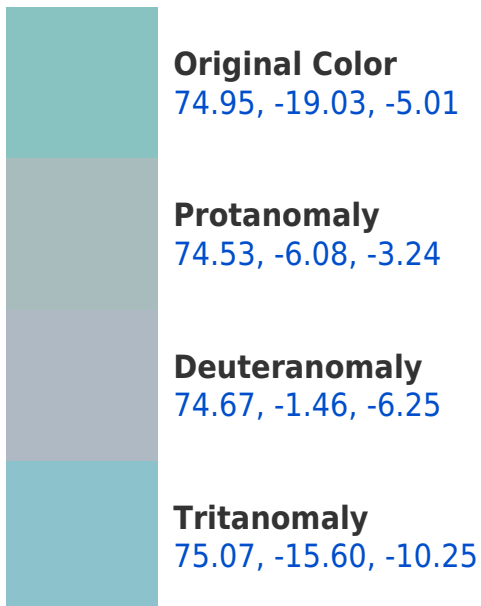 Original Color
74.95, -19.03, -5.01
Protanomaly
74.53, -6.08, -3.24
Deuteranomaly
74.67, -1.46, -6.25
Tritanomaly
75.07, -15.60, -10.25